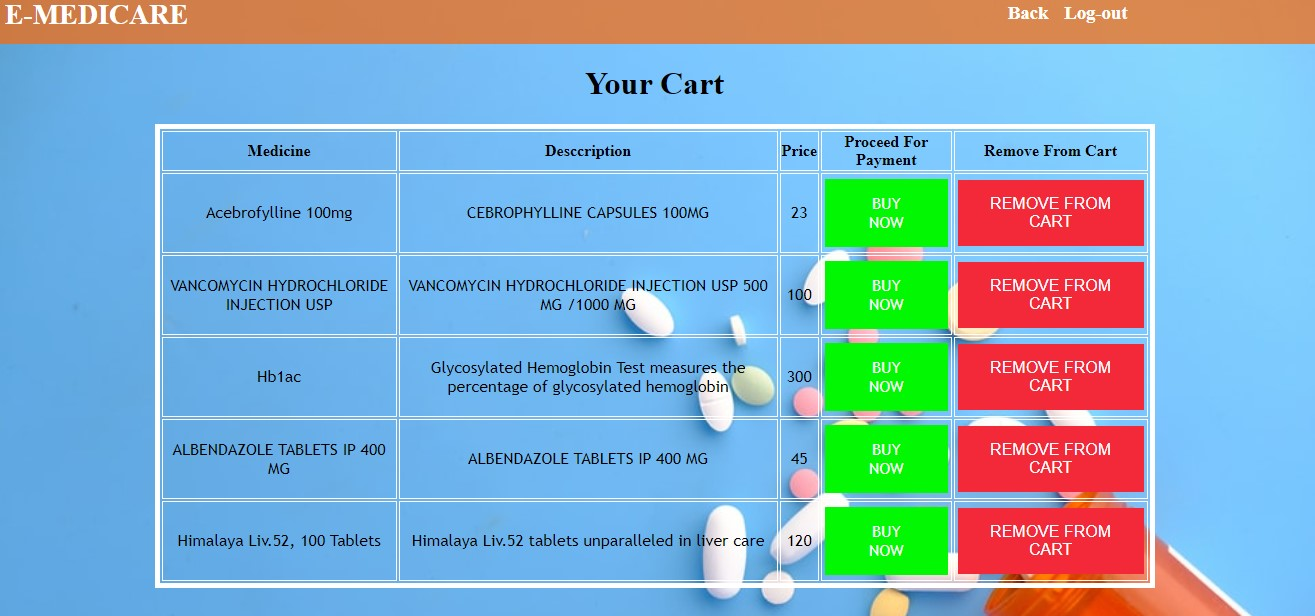 E-MEDICARE
Back Log-out
Your Cart
Medicine Desccription Price Proceed For Payment Remove From Cart
Acebrofylline 100mg CEBROPHYLLINE CAPSULES 100MG 23 BUY NOW REMOVE FROM CART
VANCOMYCIN HYDROCHLORIDE INJECTION USP VANCOMYCIN HYDROCHLORIDE INJECTION USP 500 MG /1000 MG 100 BUY NOW REMOVE FROM CART
Hb1ac Glycosylated Hemoglobin Test measures the percentage of glycosylated hemoglobin 300 BUY NOW REMOVE FROM CART
ALBENDAZOLE TABLETS IP 400 MG ALBENDAZOLE TABLETS IP 400 MG 45 BUY NOW REMOVE FROM CART
Himalaya Liv.52, 100 Tablets Himalaya Liv.52 tablets unparalleled in liver care 120 BUY NOW REMOVE FROM CART